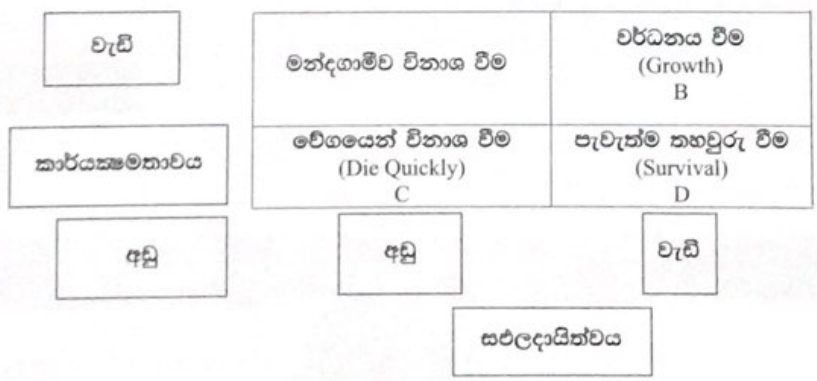 වැඩි
මන්දගාමීව විනාශ වීම
වර්ධනය වීම
(Growth)
B
කාර්යක්ෂමතාවය
වේගයෙන් විනාශ වීම
(Die Quickly)
C
පැවැත්ම තහවුරු වීම
(Survival)
D
අඩු
අඩු
වැඩි
සඵලදායිත්වය